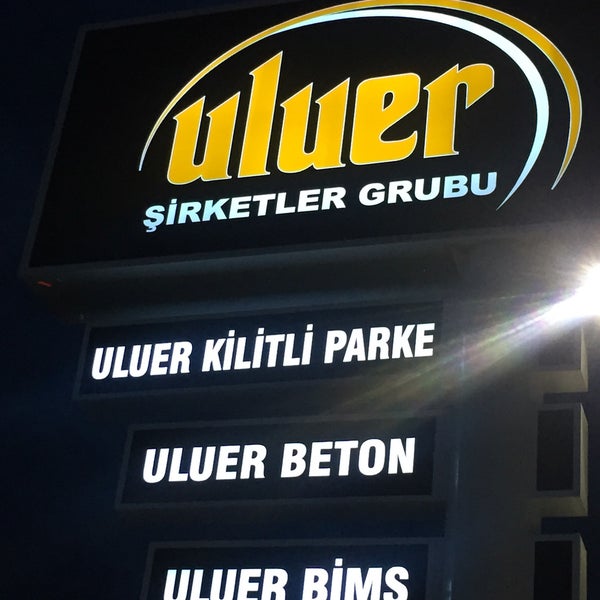 uluer
ŞİRKETLER GRUBU
ULUER KİLİTLİ PARKE
ULUER BETON
ULUER BİMS